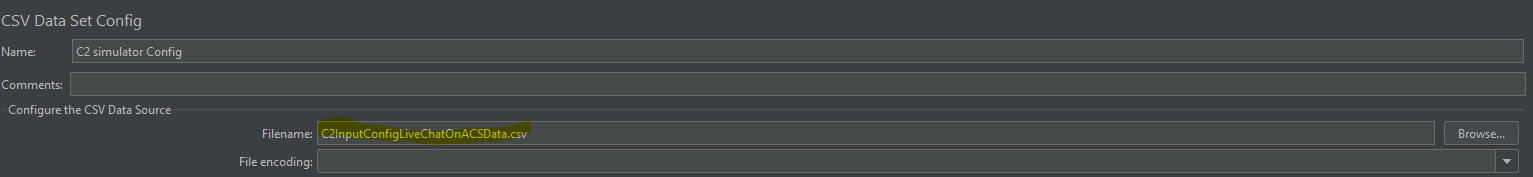 CSV Data Set Config
Name: C2 simulator Config
Comments:
Configure the CSV Data Source
Filename: C2InputConfigLiveChatOnACSData.csv Browse...
File encoding: